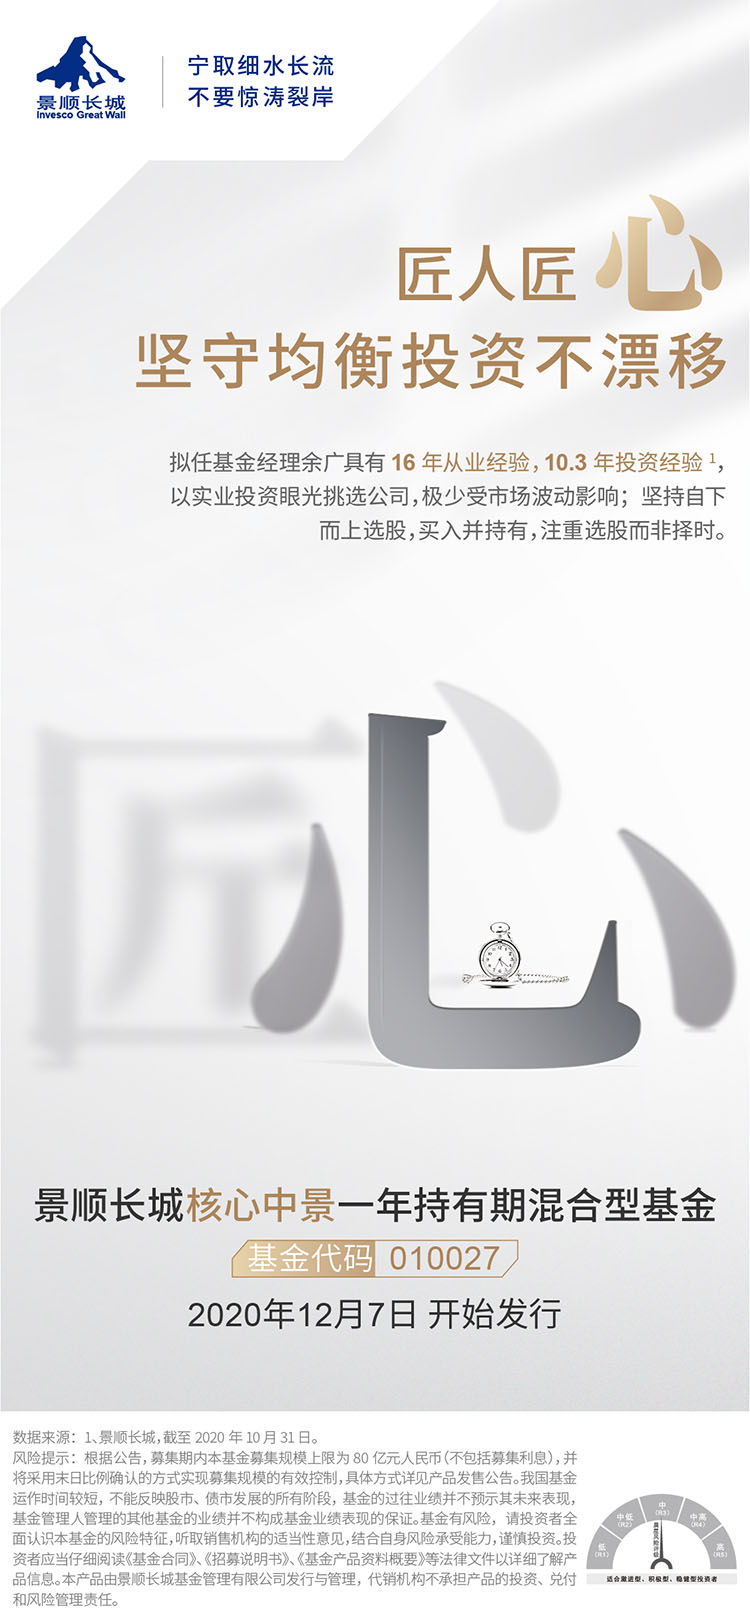 景顺长城
Invesco Great Wall
宁取细水长流
不要惊涛裂岸
匠人匠心
坚守均衡投资不漂移
拟任基金经理余广具有 16 年从业经验，10.3 年投资经验 1，
以实业投资眼光挑选公司，极少受市场波动影响；坚持自下
而上选股，买入并持有，注重选股而非择时。
匠心
景顺长城核心中景一年持有期混合型基金
基金代码 010027
2020年12月7日 开始发行
数据来源：1、景顺长城，截至 2020 年 10 月 31 日。
风险提示：根据公告，募集期内本基金募集规模上限为 80 亿元人民币（不包括募集利息），并
将采用末日比例确认的方式实现募集规模的有效控制，具体方式详见产品发售公告。我国基金
运作时间较短，不能反映股市、债市发展的所有阶段，基金的过往业绩并不预示其未来表现，
基金管理人管理的其他基金的业绩并不构成基金业绩表现的保证。基金有风险，请投资者全
面认识本基金的风险特征，听取销售机构的适当性意见，结合自身风险承受能力，谨慎投资。投
资者应当仔细阅读《基金合同》、《招募说明书》、《基金产品资料概要》等法律文件以详细了解产
品信息。本产品由景顺长城基金管理有限公司发行与管理，代销机构不承担产品的投资、兑付
和风险管理责任。
低
（R1）
中低
（R2）
中
（R3）
中高
（R4）
高
（R5）
适合激进型、积极型、稳健型投资者